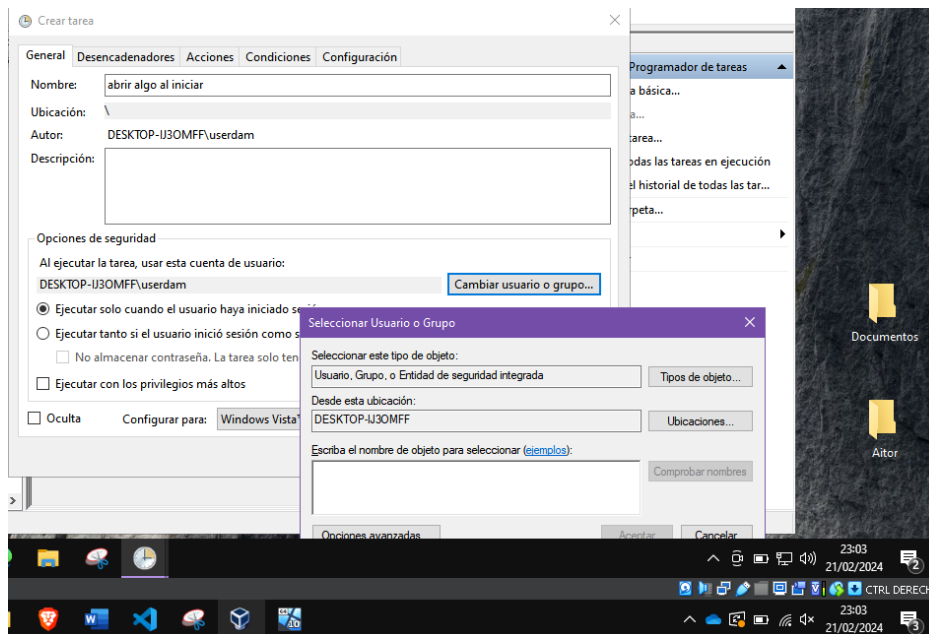 Crear tarea
General Desencadenadores Acciones Condiciones Configuración
Nombre: abrir algo al iniciar
Ubicación: \
Autor: DESKTOP-IJ3OMFF\userdam
Descripción:
Opciones de seguridad
Al ejecutar la tarea, usar esta cuenta de usuario:
DESKTOP-IJ3OMFF\userdam Cambiar usuario o grupo...
Ejecutar solo cuando el usuario haya iniciado
Ejecutar tanto si el usuario inició sesión como
No almacenar contraseña. La tarea solo
Ejecutar con los privilegios más altos
Oculta Configurar para: Windows Vista
Seleccionar Usuario o Grupo
Seleccionar este tipo de objeto:
Usuario, Grupo, o Entidad de seguridad integrada Tipos de objeto...
Desde esta ubicación:
DESKTOP-IJ3OMFF Ubicaciones...
Escriba el nombre de objeto para seleccionar (ejemplos):
Comprobar nombres
Opciones avanzadas Aceptar Cancelar
Programador de tareas
a básica...
a...
tarea...
todas las tareas en ejecución
el historial de todas las tar...
rpeta...
Documentos
Aitor
23:03
21/02/2024
2
CTRL DERECH
23:03
21/02/2024
3